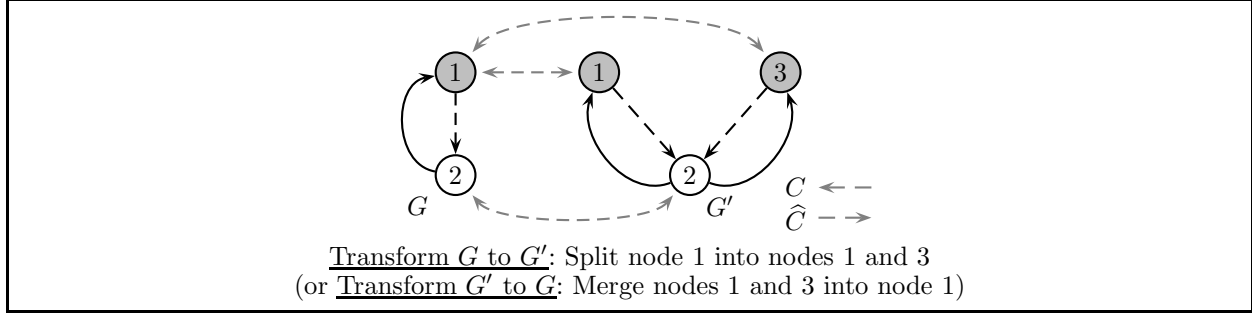 1 1 3
2 2
G G′
C
Ĉ
Transform G to G′: Split node 1 into nodes 1 and 3
(or Transform G′ to G: Merge nodes 1 and 3 into node 1)